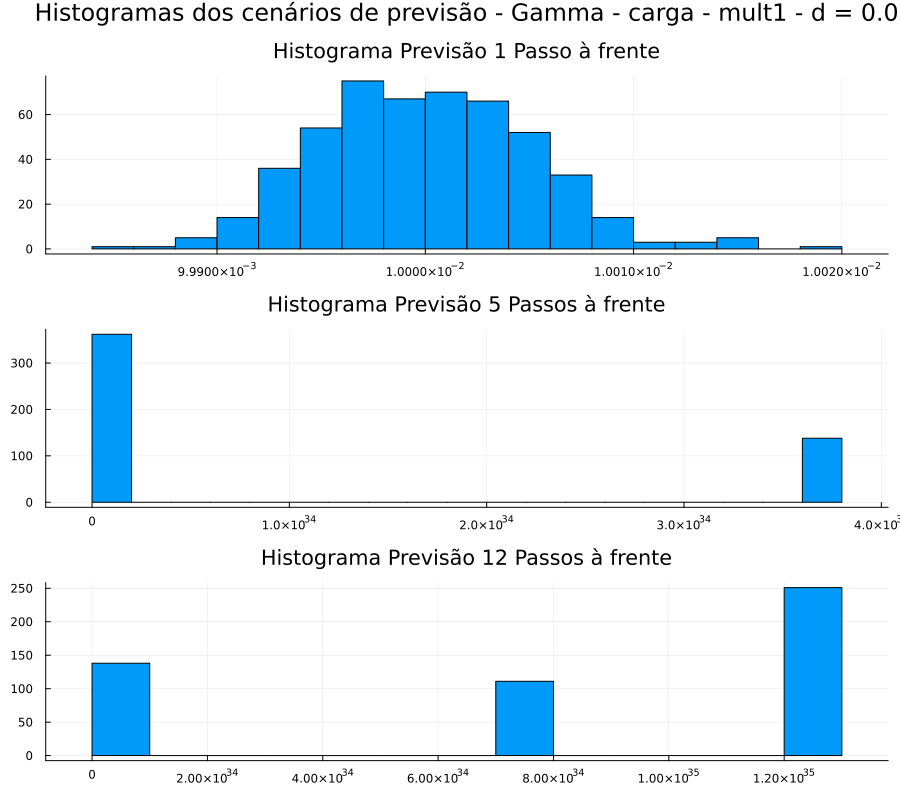 Histogramas dos cenários de previsão - Gamma - carga - mult1 - d = 0.0
Histograma Previsão 1 Passo à frente
60
40
20
0
9.9900×10⁻³ 1.0000×10⁻² 1.0010×10⁻² 1.0020×10⁻²
Histograma Previsão 5 Passos à frente
300
200
100
0
0 1.0×10³⁴ 2.0×10³⁴ 3.0×10³⁴
Histograma Previsão 12 Passos à frente
250
200
150
100
50
0
0 2.00×10³⁴ 4.00×10³⁴ 6.00×10³⁴ 8.00×10³⁴ 1.00×10³⁵ 1.20×10³⁵